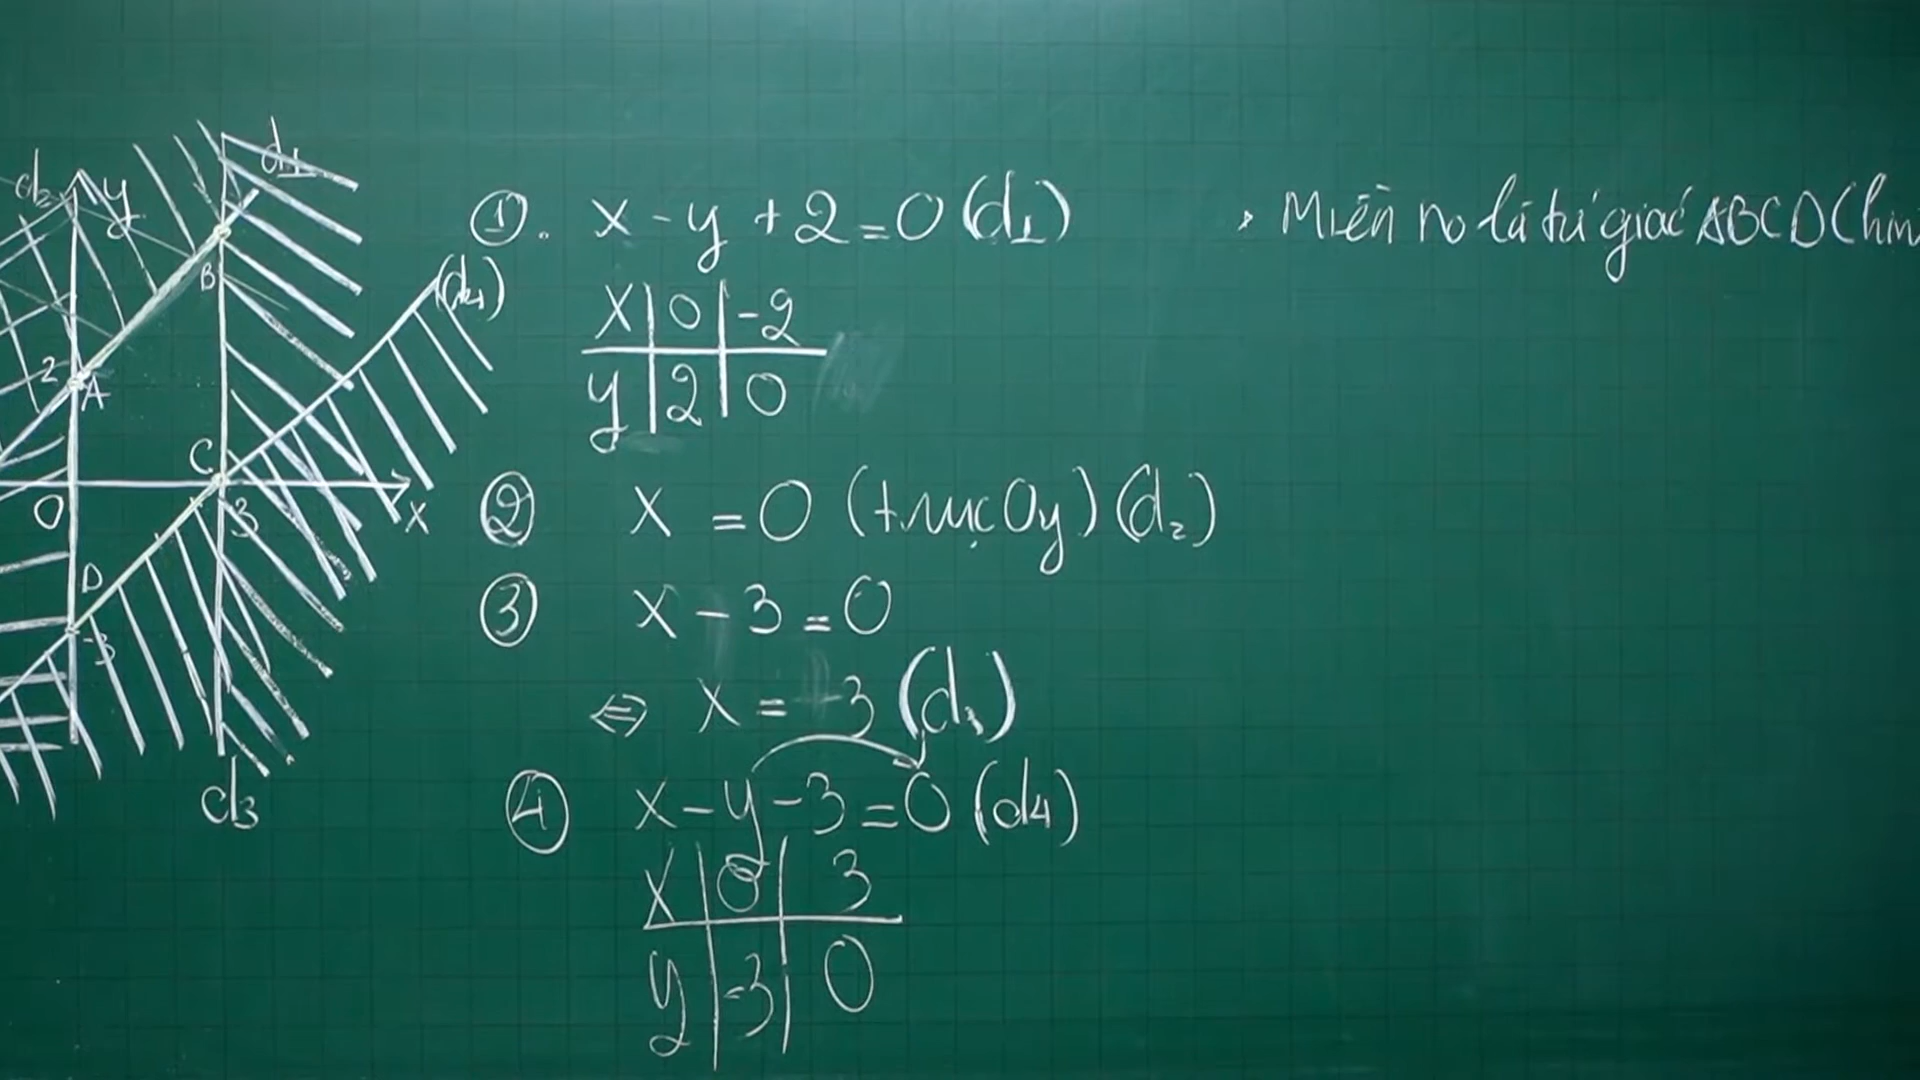 d₂ y d₁
B
(d₄)
2 A
C
O 3 x
D
-3
d₃
①. x - y + 2 = 0 (d₁)
x | 0 | -2
y | 2 | 0
② x = 0 (trục Oy) (d₂)
③ x - 3 = 0
⇔ x = 3 (d₃)
④ x - y - 3 = 0 (d₄)
x | 0 | 3
y | -3 | 0
Miền no là tứ giác ABCD (hìn